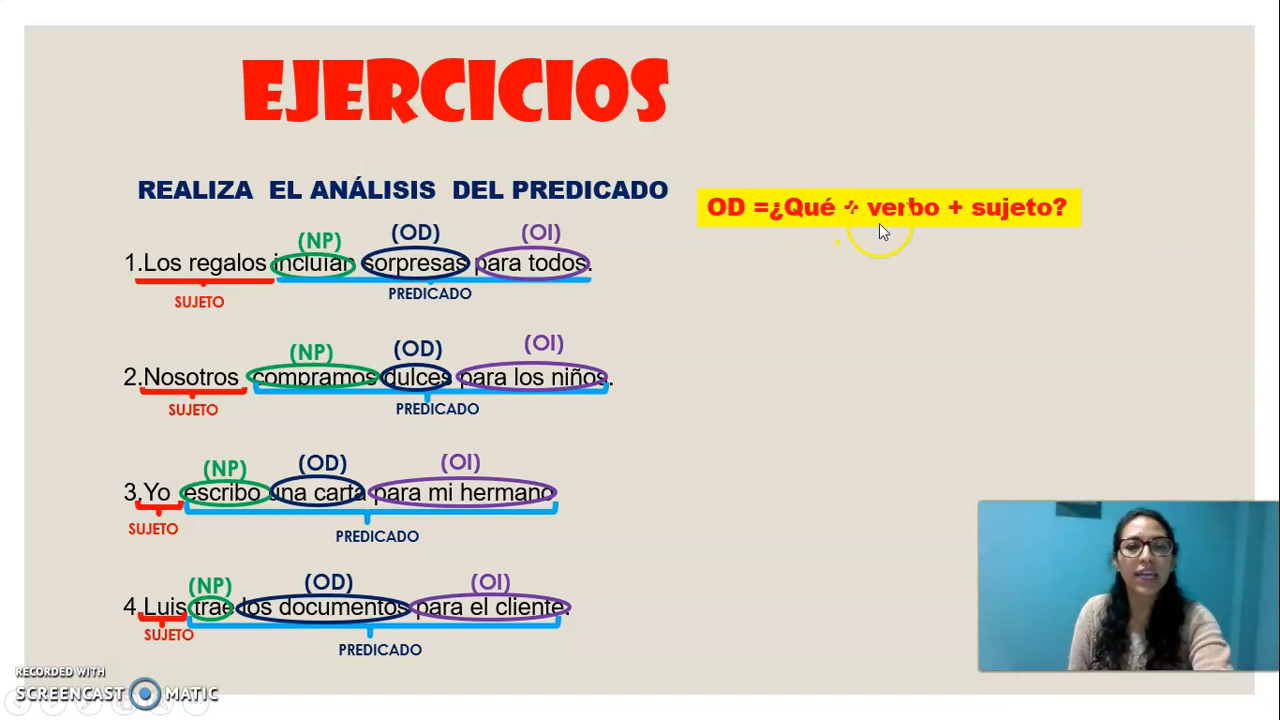 EJERCICIOS
REALIZA EL ANÁLISIS DEL PREDICADO
OD =¿Qué + verbo + sujeto?
(NP) (OD) (OI)
1.Los regalos incluían sorpresas para todos.
SUJETO PREDICADO
(NP) (OD) (OI)
2.Nosotros compramos dulces para los niños.
SUJETO PREDICADO
(NP) (OD) (OI)
3.Yo escribo una carta para mi hermano
SUJETO PREDICADO
(NP) (OD) (OI)
4.Luis trae los documentos para el cliente.
SUJETO PREDICADO
RECORDED WITH
SCREENCAST MATIC